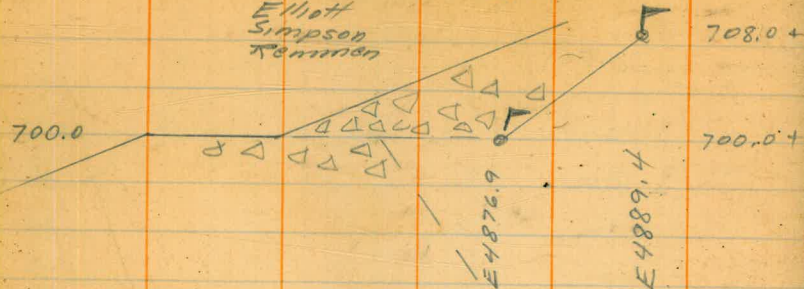 Elliott
Simpson
Remmen
708.0 +
700.0
700.0 +
E4876.9
E4889.4